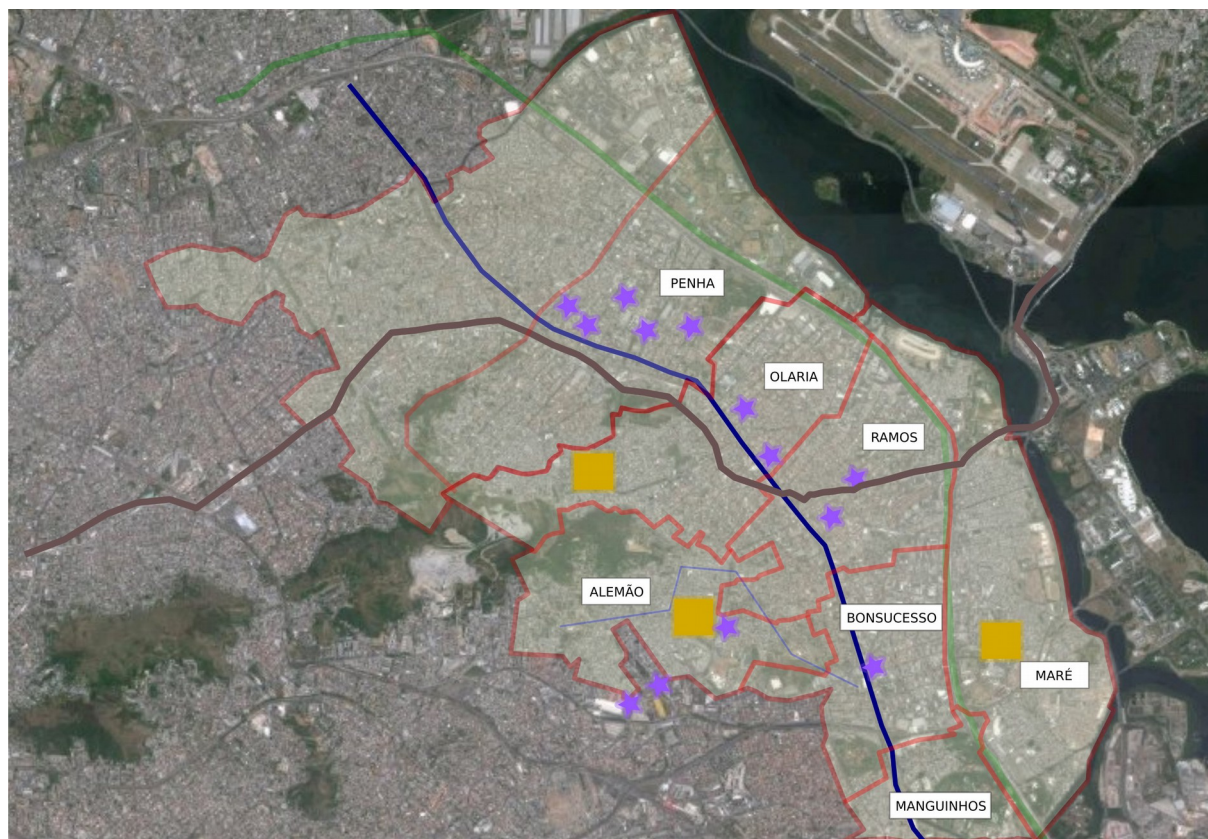 PENHA
OLARIA
RAMOS
ALEMÃO
BONSUCESSO
MARÉ
MANGUINHOS